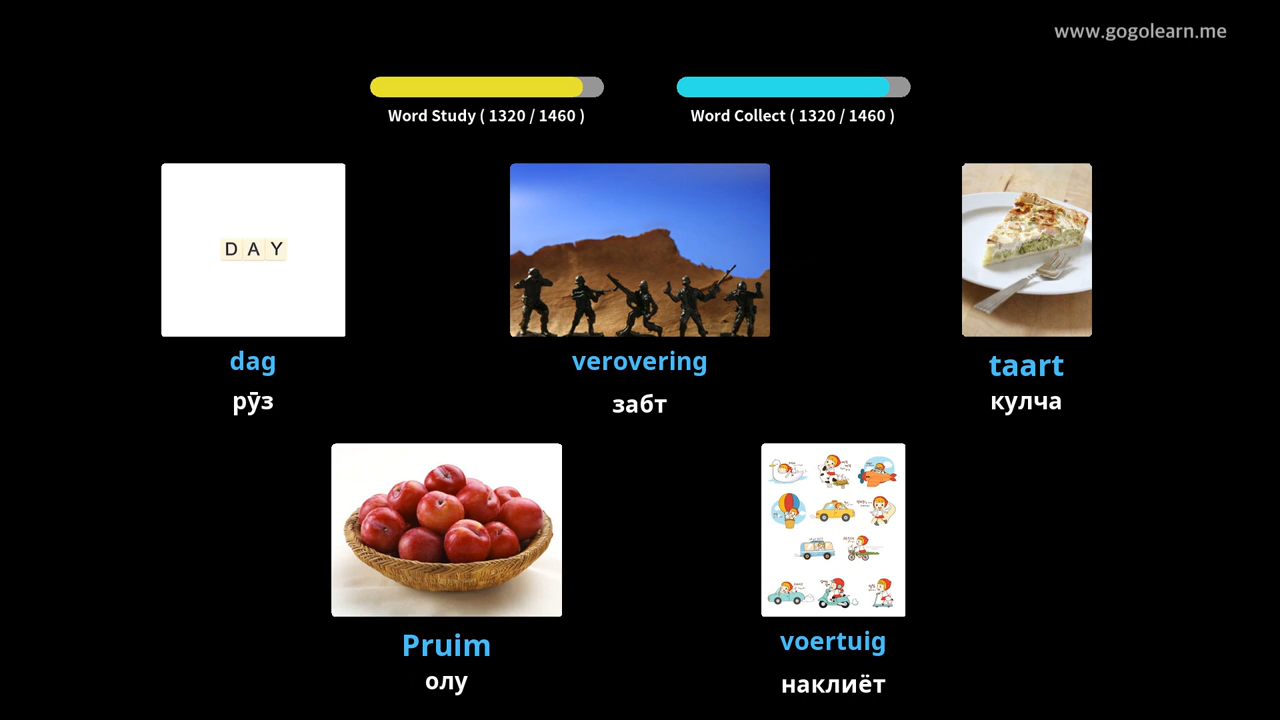 www.gogolearn.me
Word Study ( 1320 / 1460 )
Word Collect ( 1320 / 1460 )
D A Y
dag
verovering
taart
рӯз
забт
кулча
Pruim
voertuig
олу
наклиёт